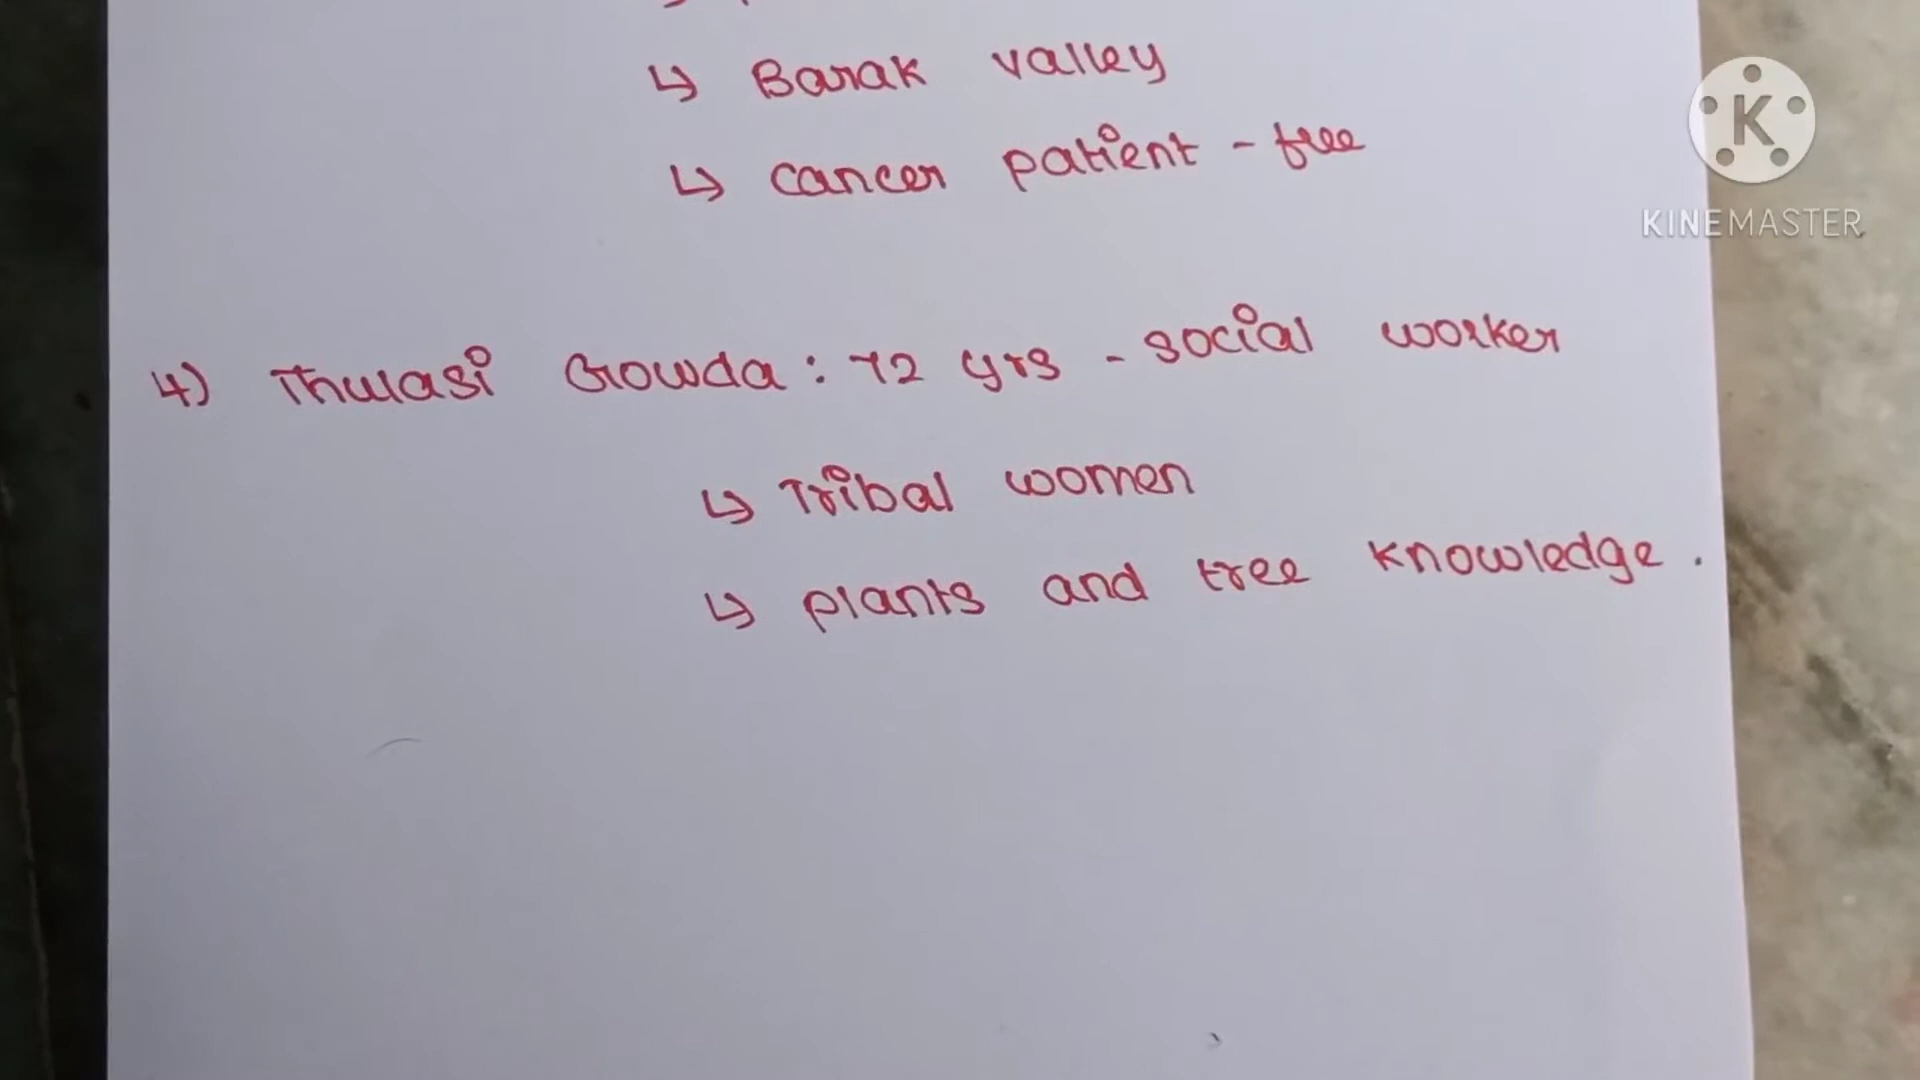 ↳ Barak valley
↳ cancer patient - free
K
KINEMASTER
4) Thulasi Gowda : 72 yrs - social worker
↳ Tribal women
↳ plants and tree knowledge .